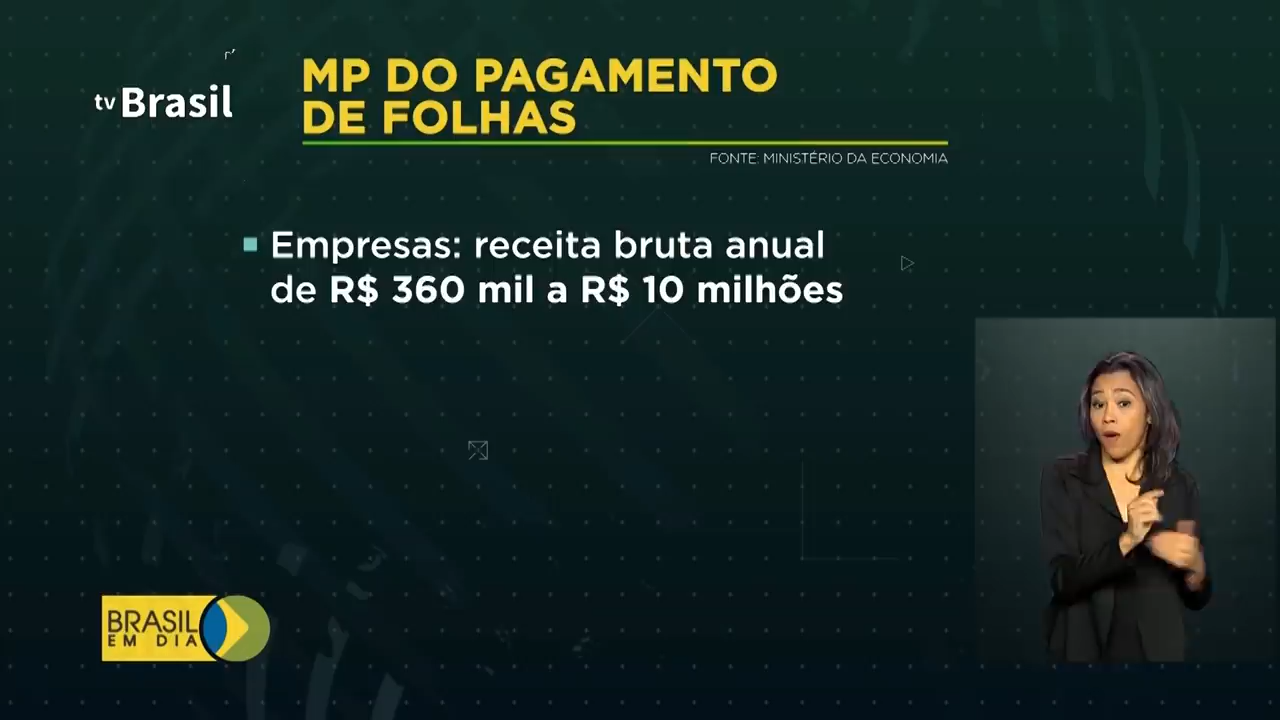 tv Brasil
MP DO PAGAMENTO
DE FOLHAS
FONTE: MINISTÉRIO DA ECONOMIA
Empresas: receita bruta anual
de R$ 360 mil a R$ 10 milhões
BRASIL
EM DIA